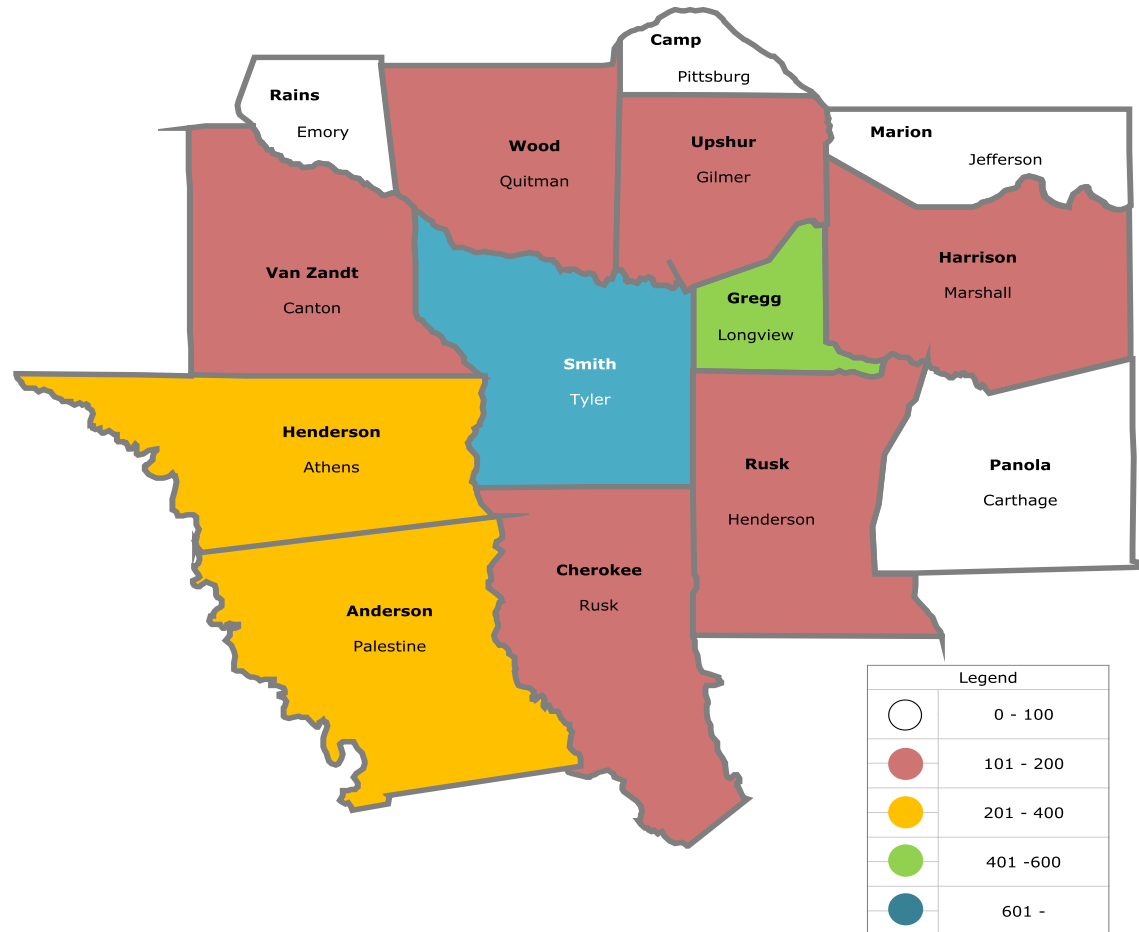 Camp
Pittsburg
Rains
Emory
Wood
Quitman
Upshur
Gilmer
Marion
Jefferson
Van Zandt
Canton
Harrison
Marshall
Gregg
Longview
Smith
Tyler
Henderson
Athens
Rusk
Henderson
Panola
Carthage
Cherokee
Rusk
Anderson
Palestine
Legend
0 - 100
101 - 200
201 - 400
401 -600
601 -